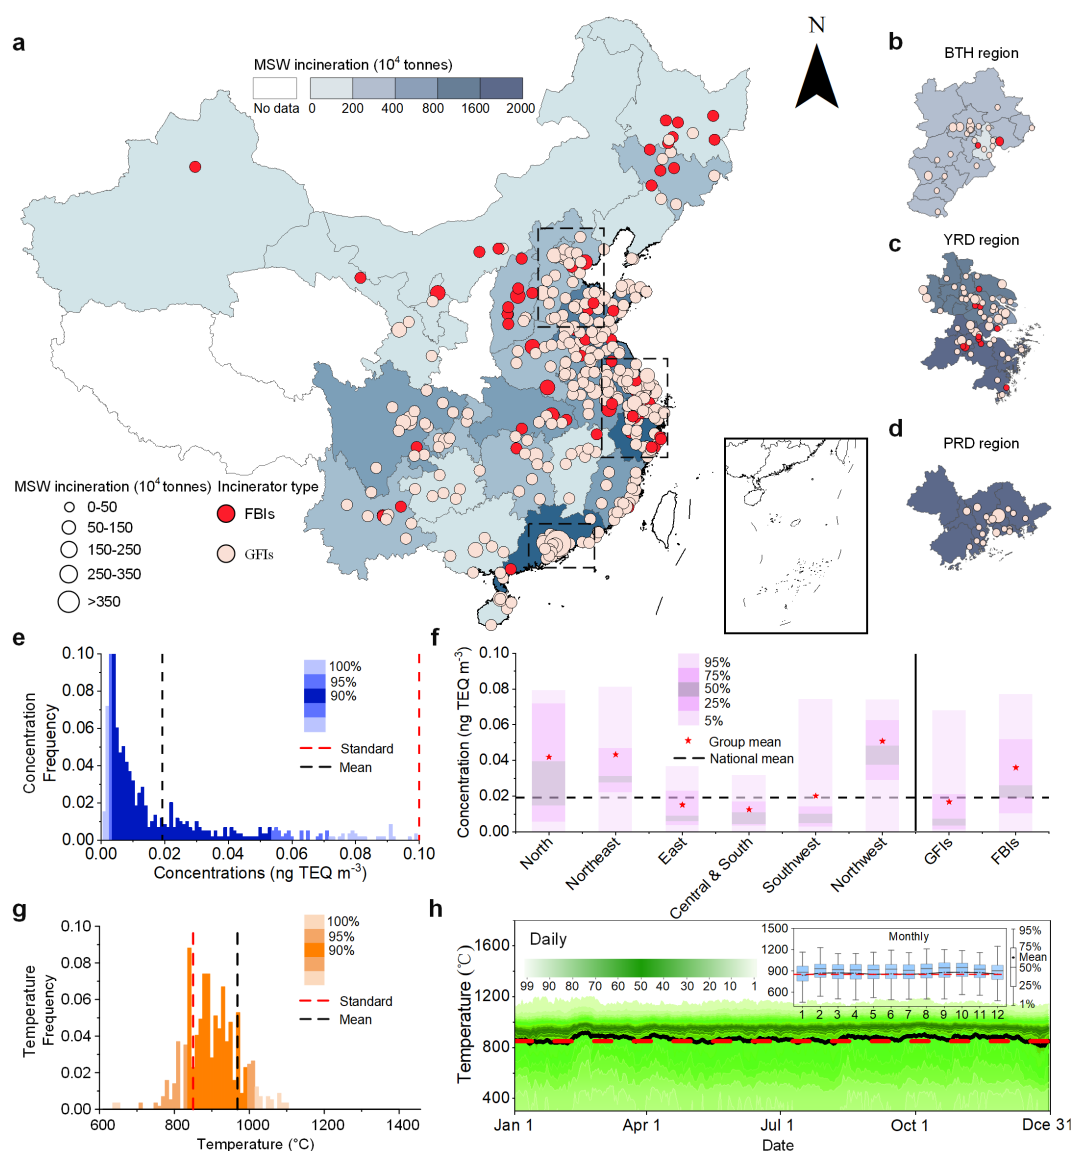 a
N
MSW incineration (10⁴ tonnes)
No data
0 200 400 800 1600 2000
b
BTH region
c
YRD region
d
PRD region
MSW incineration (10⁴ tonnes)
0-50
50-150
150-250
250-350
>350
Incinerator type
FBIs
GFIs
e
Concentration
Frequency
0.10
0.08
0.06
0.04
0.02
0.00
0.00 0.02 0.04 0.06 0.08 0.10
Concentrations (ng TEQ m⁻³)
100%
95%
90%
Standard
Mean
f
Concentration (ng TEQ m⁻³)
0.10
0.08
0.06
0.04
0.02
0.00
95%
75%
50%
25%
5%
Group mean
National mean
North
Northeast
East
Central & South
Southwest
Northwest
GFIs
FBIs
g
Temperature
Frequency
0.10
0.08
0.06
0.04
0.02
0.00
600 800 1000 1200 1400
Temperature (°C)
100%
95%
90%
Standard
Mean
h
Temperature (℃)
1600
1200
800
400
Daily
99 90 80 70 60 50 40 30 20 10 1
Monthly
1500
1200
900
600
1 2 3 4 5 6 7 8 9 10 11 12
95%
75%
Mean
50%
25%
1%
Jan 1 Apr 1 Jul 1 Oct 1 Dce 31
Date